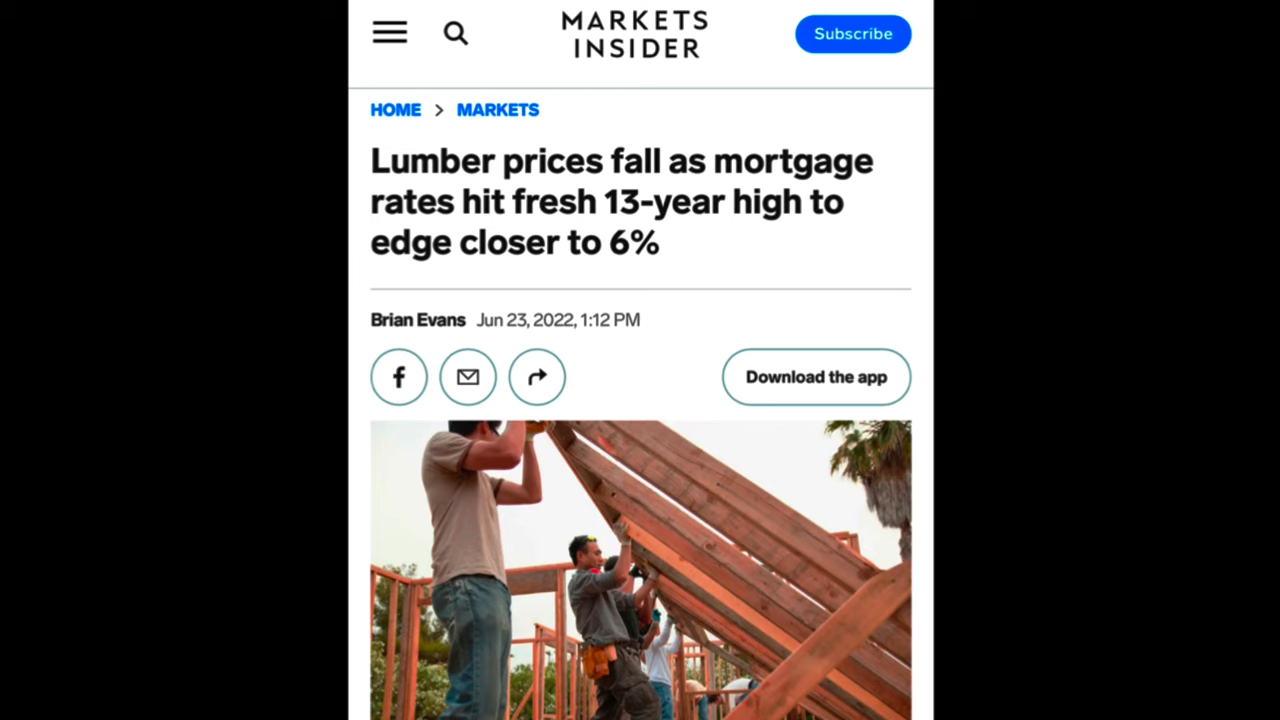 MARKETS
INSIDER
Subscribe
HOME > MARKETS
Lumber prices fall as mortgage
rates hit fresh 13-year high to
edge closer to 6%
Brian Evans Jun 23, 2022, 1:12 PM
Download the app